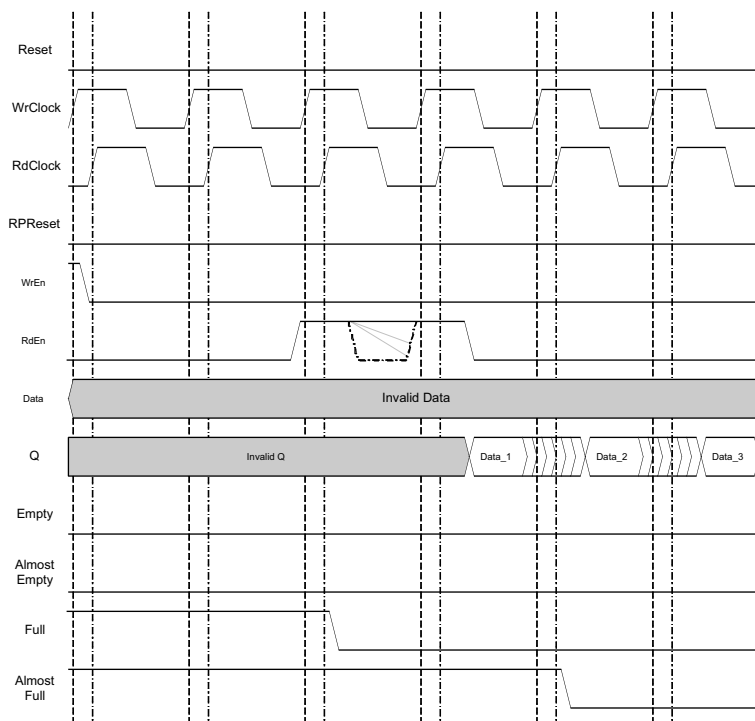 Reset
WrClock
RdClock
RPReset
WrEn
RdEn
Data
Invalid Data
Q
Invalid Q
Data_1
Data_2
Data_3
Empty
Almost
Empty
Full
Almost
Full